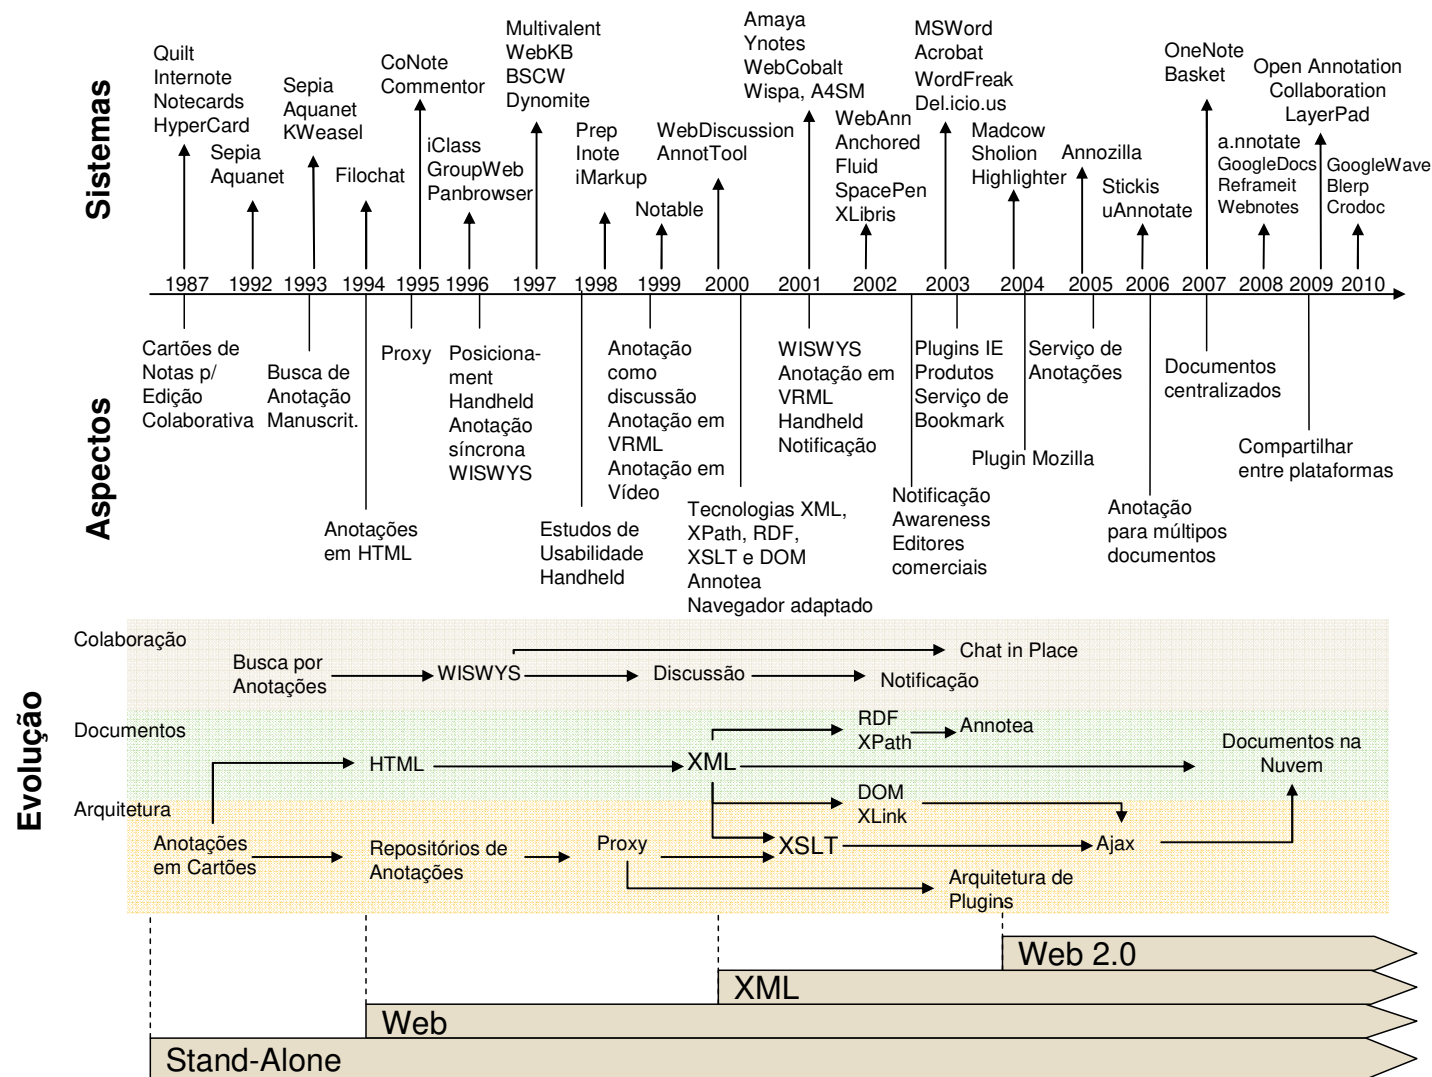 Sistemas
Quilt
Internote
Notecards
HyperCard
Sepia
Aquanet
Sepia
Aquanet
KWeasel
Filochat
CoNote
Commentor
iClass
GroupWeb
Panbrowser
Multivalent
WebKB
BSCW
Dynomite
Prep
Inote
iMarkup
Notable
WebDiscussion
AnnotTool
Amaya
Ynotes
WebCobalt
Wispa, A4SM
WebAnn
Anchored
Fluid
SpacePen
XLibris
MSWord
Acrobat
WordFreak
Del.icio.us
Madcow
Sholion
Highlighter
Annozilla
Stickis
uAnnotate
OneNote
Basket
a.nnotate
GoogleDocs
Reframeit
Webnotes
Open Annotation
Collaboration
LayerPad
GoogleWave
Blerp
Crodoc
1987 1992 1993 1994 1995 1996 1997 1998 1999 2000 2001 2002 2003 2004 2005 2006 2007 2008 2009 2010
Aspectos
Cartões de
Notas p/
Edição
Colaborativa
Busca de
Anotação
Manuscrit.
Anotações
em HTML
Proxy
Posiciona-
ment
Handheld
Anotação
síncrona
WISWYS
Estudos de
Usabilidade
Handheld
Anotação
como
discussão
Anotação em
VRML
Anotação em
Vídeo
Tecnologias XML,
XPath, RDF,
XSLT e DOM
Annotea
Navegador adaptado
WISWYS
Anotação em
VRML
Handheld
Notificação
Notificação
Awareness
Editores
comerciais
Plugins IE
Produtos
Serviço de
Bookmark
Plugin Mozilla
Serviço de
Anotações
Anotação
para múltipos
documentos
Documentos
centralizados
Compartilhar
entre plataformas
Evolução
Colaboração
Busca por
Anotações
WISWYS
Discussão
Chat in Place
Notificação
Documentos
HTML
XML
RDF
XPath
Annotea
Documentos na
Nuvem
Arquitetura
DOM
XLink
Anotações
em Cartões
Repositórios de
Anotações
Proxy
XSLT
Ajax
Arquitetura de
Plugins
Web 2.0
XML
Web
Stand-Alone